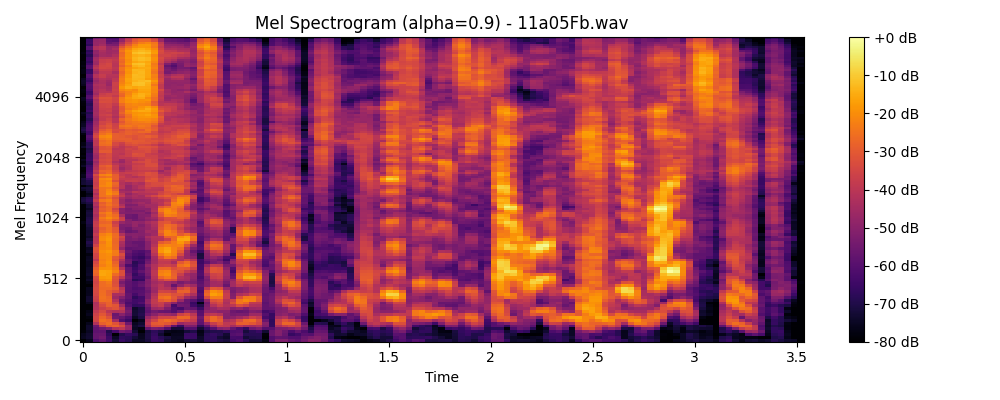 Mel Spectrogram (alpha=0.9) - 11a05Fb.wav
Mel Frequency
4096
2048
1024
512
0
0
0.5
1
1.5
2
2.5
3
3.5
Time
+0 dB
-10 dB
-20 dB
-30 dB
-40 dB
-50 dB
-60 dB
-70 dB
-80 dB